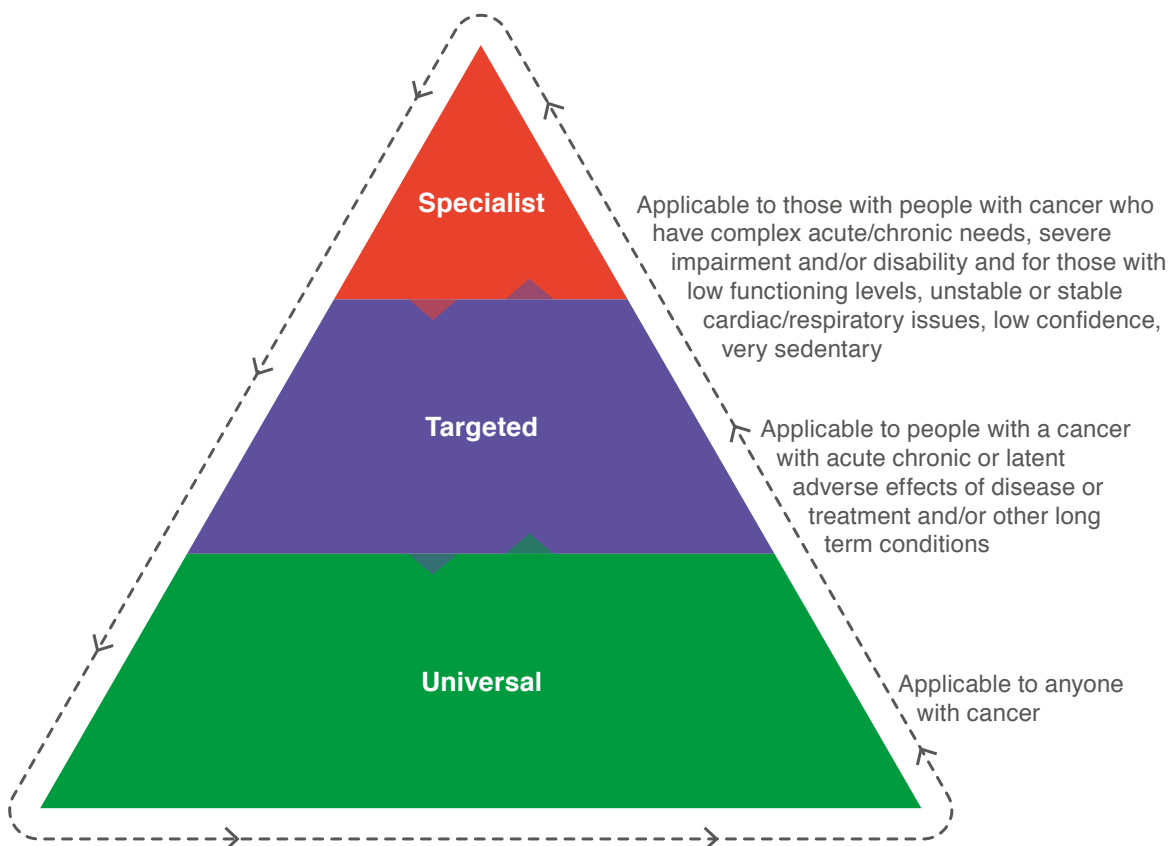 Specialist
Applicable to those with people with cancer who
have complex acute/chronic needs, severe
impairment and/or disability and for those with
low functioning levels, unstable or stable
cardiac/respiratory issues, low confidence,
very sedentary
Targeted
Applicable to people with a cancer
with acute chronic or latent
adverse effects of disease or
treatment and/or other long
term conditions
Universal
Applicable to anyone
with cancer